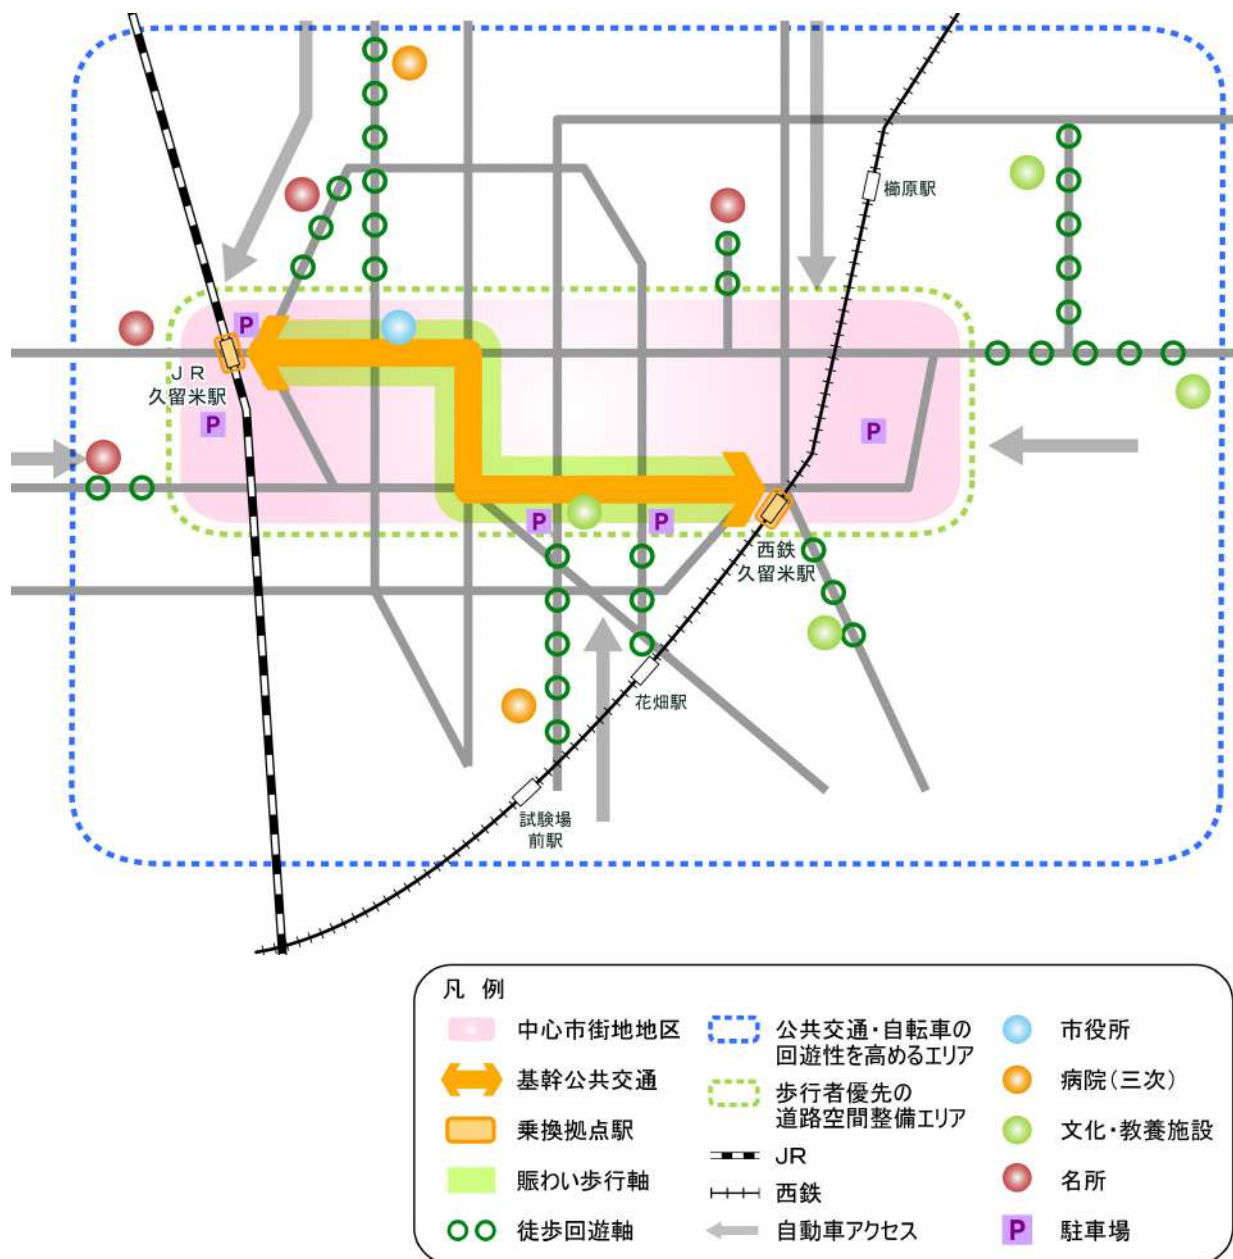 櫛原駅
P
JR
久留米駅
P
P
P
P
西鉄
久留米駅
花畑駅
試験場
前駅
凡 例
中心市街地地区
基幹公共交通
乗換拠点駅
賑わい歩行軸
徒歩回遊軸
公共交通・自転車の
回遊性を高めるエリア
歩行者優先の
道路空間整備エリア
JR
西鉄
自動車アクセス
市役所
病院(三次)
文化・教養施設
名所
P 駐車場